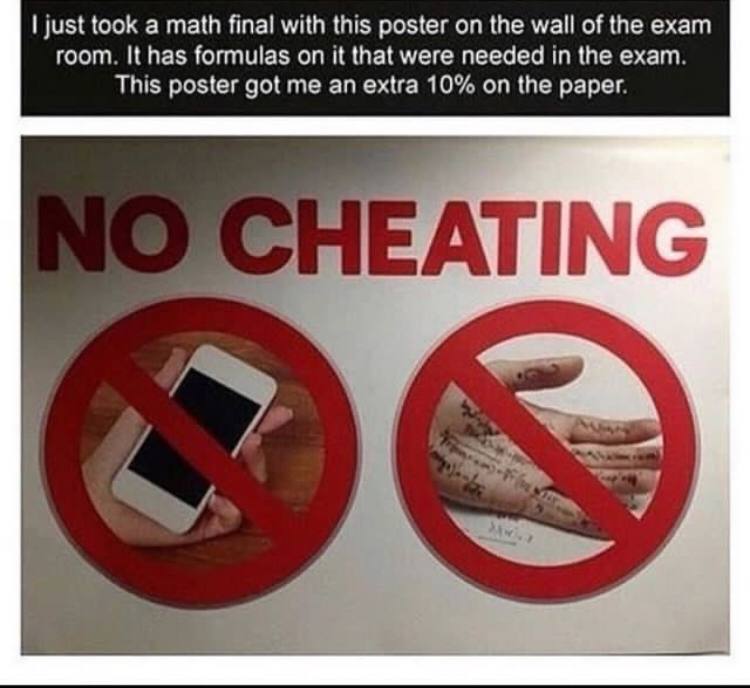 I just took a math final with this poster on the wall of the exam
room. It has formulas on it that were needed in the exam.
This poster got me an extra 10% on the paper.
NO CHEATING